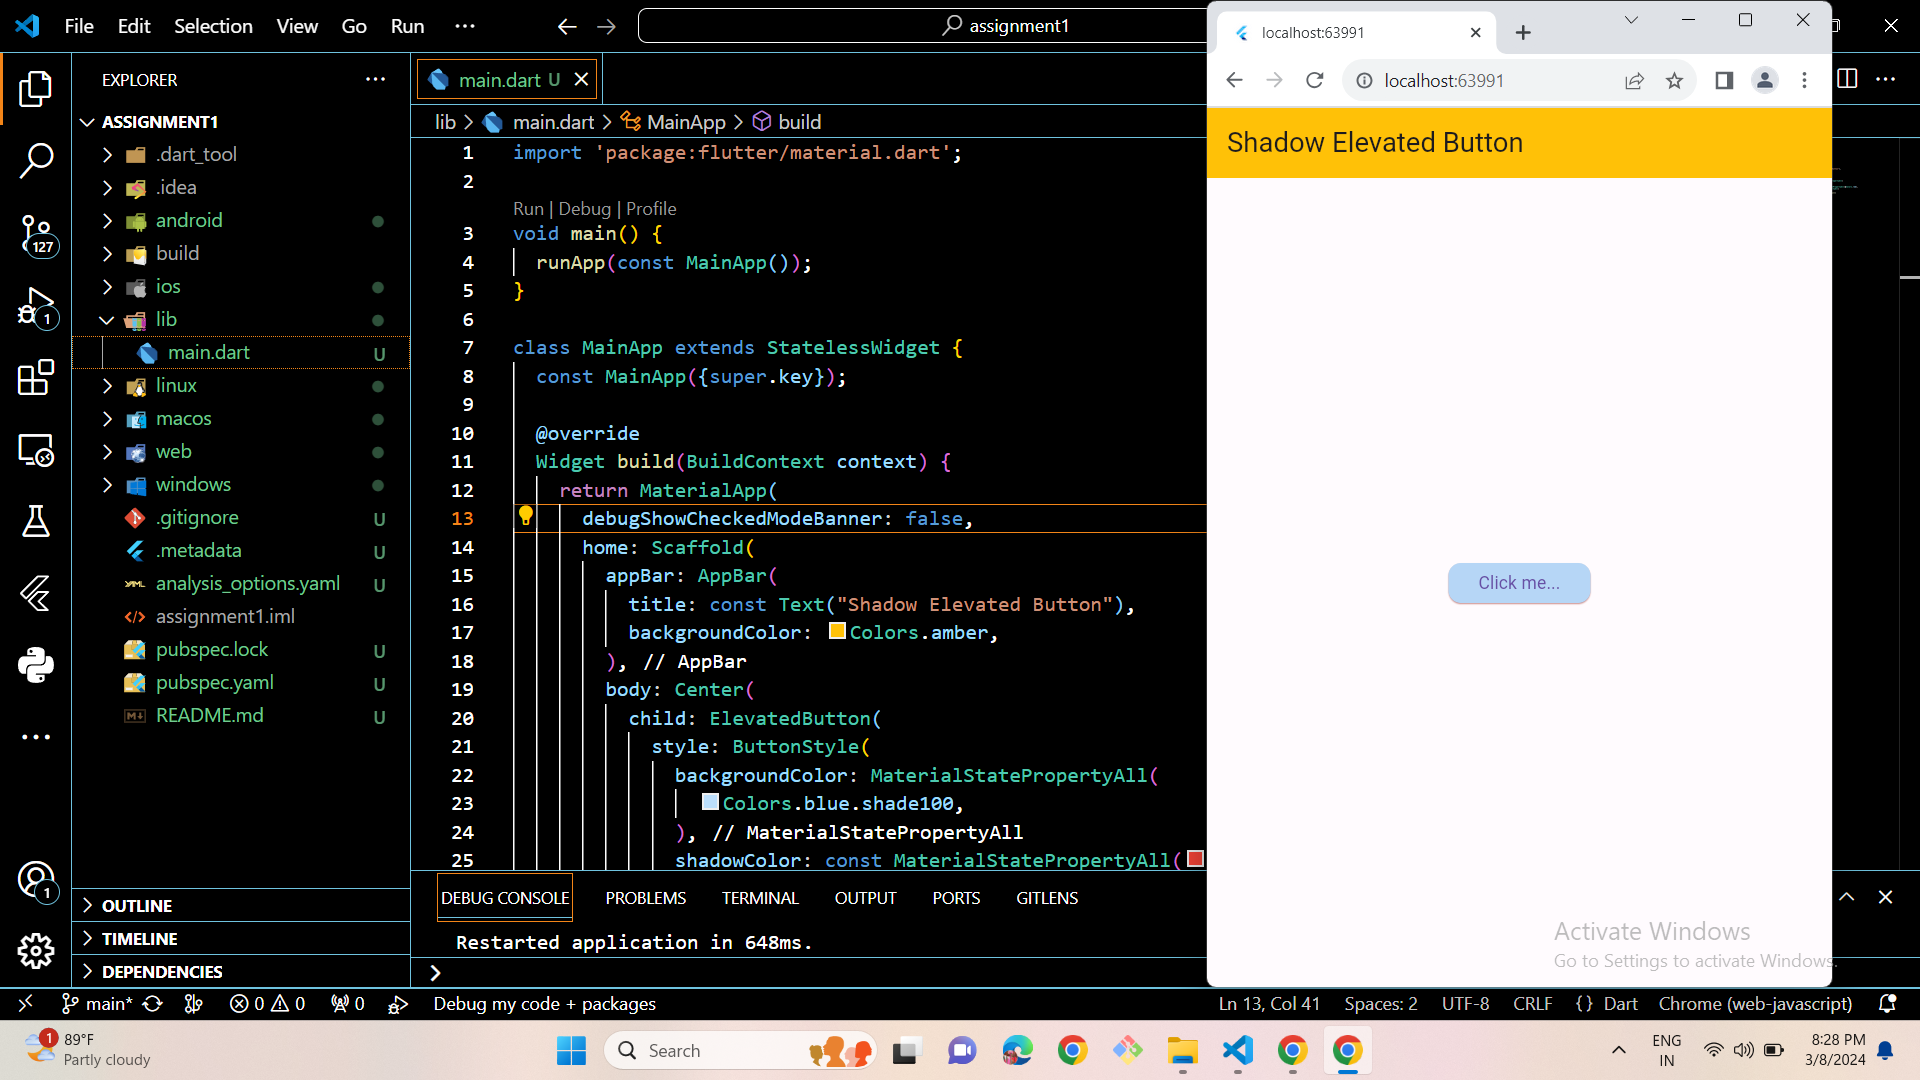 File Edit Selection View Go Run ...
assignment1
EXPLORER
ASSIGNMENT1
.dart_tool
.idea
android
build
ios
lib
main.dart U
linux
macos
web
windows
.gitignore U
.metadata U
analysis_options.yaml U
assignment1.iml
pubspec.lock U
pubspec.yaml U
README.md U
OUTLINE
TIMELINE
DEPENDENCIES
127
1
1
main.dart U
lib > main.dart > MainApp > build
1 import 'package:flutter/material.dart';
2
Run | Debug | Profile
3 void main() {
4 runApp(const MainApp());
5 }
6
7 class MainApp extends StatelessWidget {
8 const MainApp({super.key});
9
10 @override
11 Widget build(BuildContext context) {
12 return MaterialApp(
13 debugShowCheckedModeBanner: false,
14 home: Scaffold(
15 appBar: AppBar(
16 title: const Text("Shadow Elevated Button"),
17 backgroundColor: Colors.amber,
18 ), // AppBar
19 body: Center(
20 child: ElevatedButton(
21 style: ButtonStyle(
22 backgroundColor: MaterialStatePropertyAll(
23 Colors.blue.shade100,
24 ), // MaterialStatePropertyAll
25 shadowColor: const MaterialStatePropertyAll(
DEBUG CONSOLE PROBLEMS TERMINAL OUTPUT PORTS GITLENS
Restarted application in 648ms.
localhost:63991
localhost:63991
Shadow Elevated Button
Click me...
Activate Windows
Go to Settings to activate Windows.
main* 0 0 0 Debug my code + packages
Ln 13, Col 41 Spaces: 2 UTF-8 CRLF {} Dart Chrome (web-javascript)
1
89°F
Partly cloudy
Search
ENG
IN
8:28 PM
3/8/2024